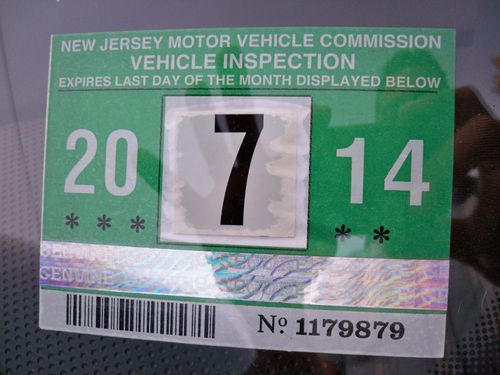 NEW JERSEY MOTOR VEHICLE COMMISSION
VEHICLE INSPECTION
EXPIRES LAST DAY OF THE MONTH DISPLAYED BELOW
20 7 14
* * * * *
GENUINE
Nº 1179879